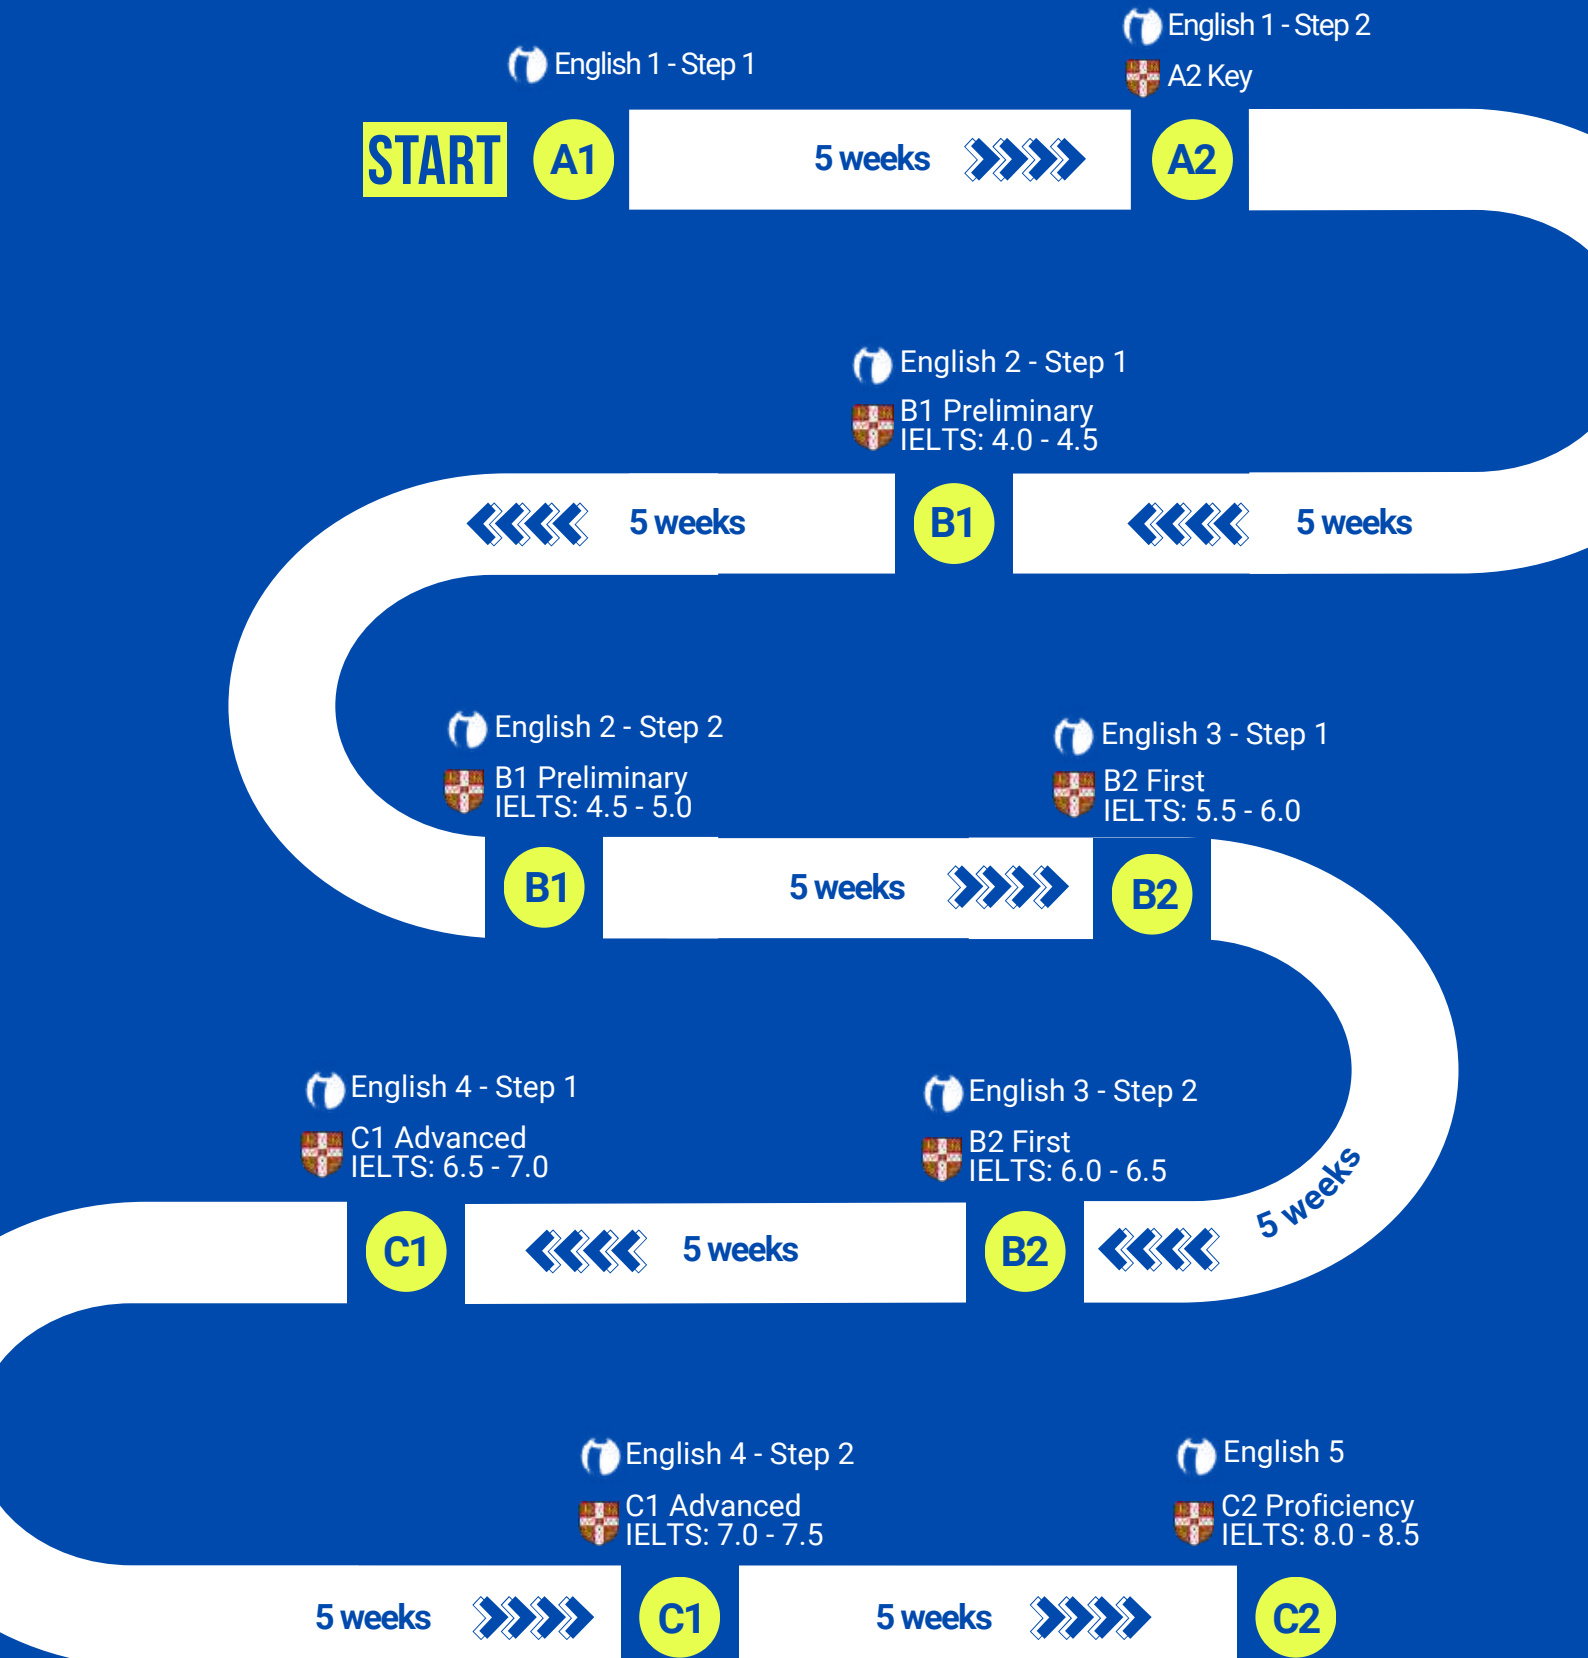 English 1 - Step 1
English 1 - Step 2
A2 Key
START
A1
5 weeks
A2
English 2 - Step 1
B1 Preliminary
IELTS: 4.0 - 4.5
5 weeks
B1
5 weeks
English 2 - Step 2
B1 Preliminary
IELTS: 4.5 - 5.0
English 3 - Step 1
B2 First
IELTS: 5.5 - 6.0
B1
5 weeks
B2
English 4 - Step 1
C1 Advanced
IELTS: 6.5 - 7.0
English 3 - Step 2
B2 First
IELTS: 6.0 - 6.5
5 weeks
C1
5 weeks
B2
English 4 - Step 2
C1 Advanced
IELTS: 7.0 - 7.5
English 5
C2 Proficiency
IELTS: 8.0 - 8.5
5 weeks
C1
5 weeks
C2